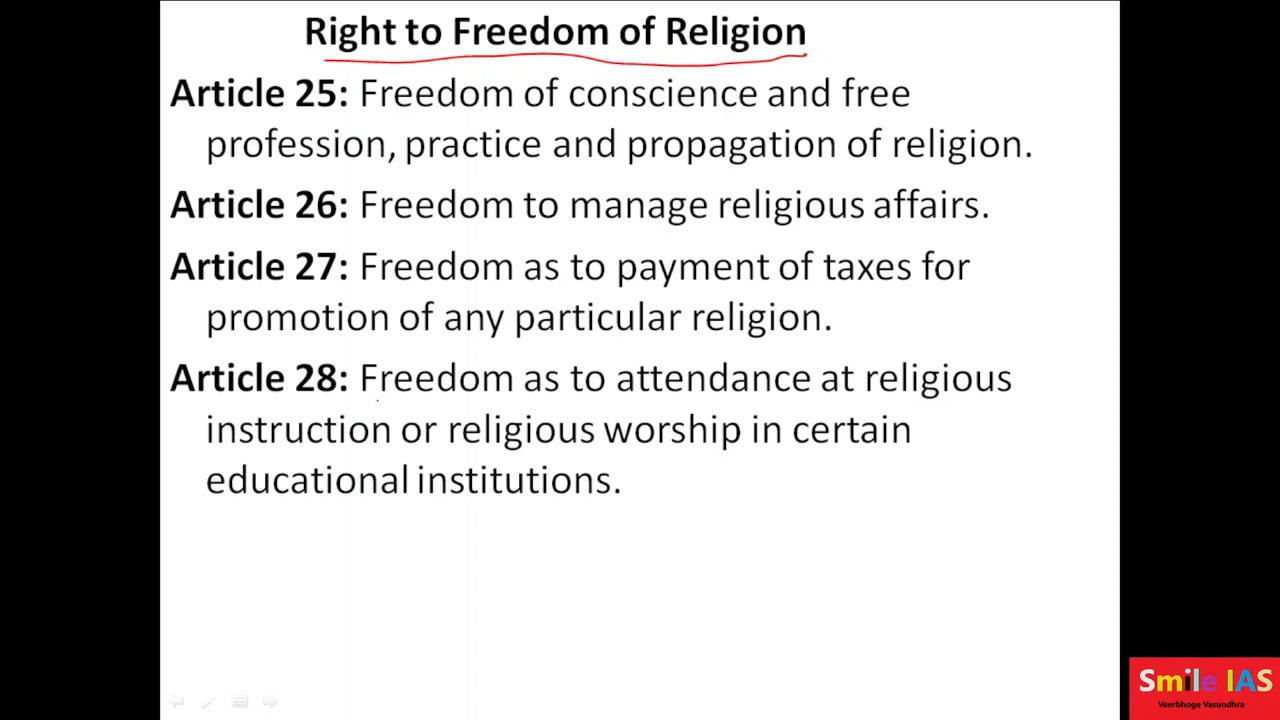 Right to Freedom of Religion
Article 25: Freedom of conscience and free
profession, practice and propagation of religion.
Article 26: Freedom to manage religious affairs.
Article 27: Freedom as to payment of taxes for
promotion of any particular religion.
Article 28: Freedom as to attendance at religious
instruction or religious worship in certain
educational institutions.
Smile IAS
Veerbhoge Vasundhra